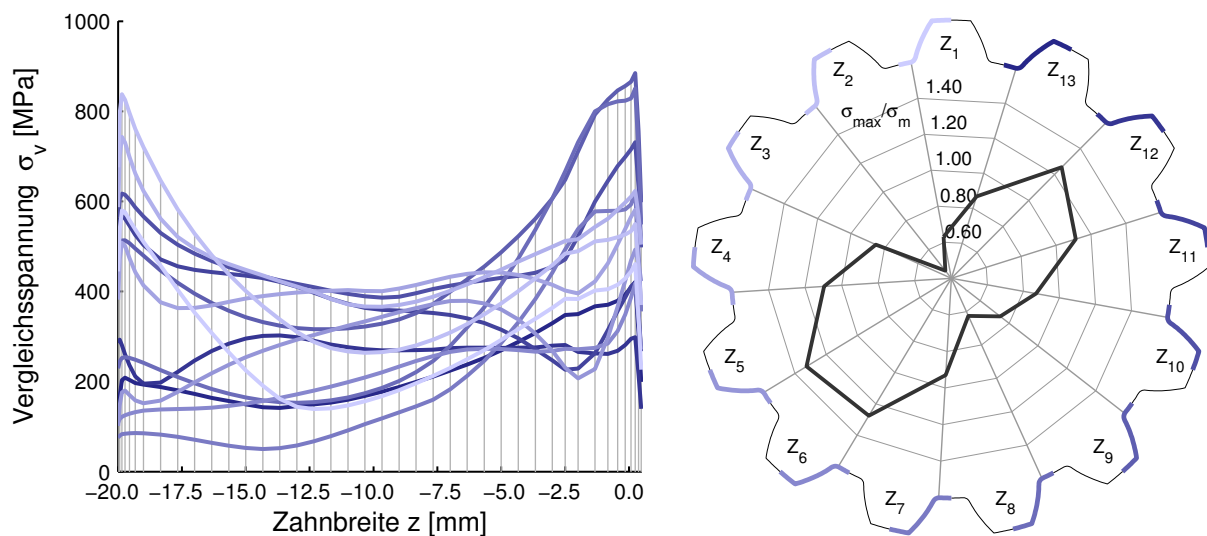 1000
800
600
400
200
0
Vergleichsspannung σv [MPa]
−20.0 −17.5 −15.0 −12.5 −10.0 −7.5 −5.0 −2.5 0.0
Zahnbreite z [mm]
Z1
Z2
Z3
Z4
Z5
Z6
Z7
Z8
Z9
Z10
Z11
Z12
Z13
1.40
σmax/σm
1.20
1.00
0.80
0.60